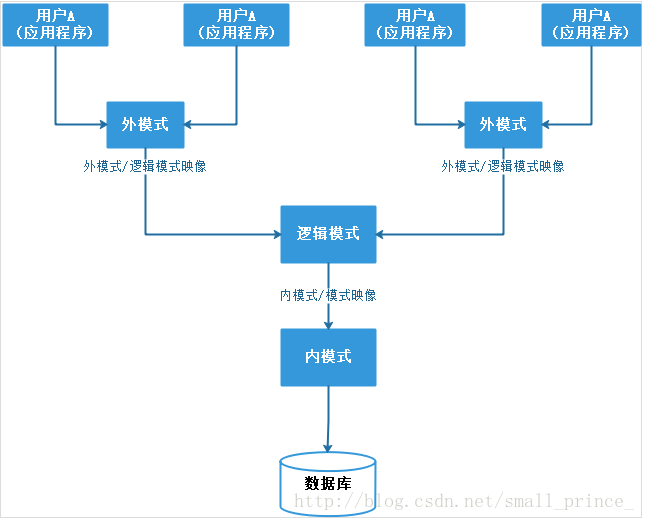 用户A
(应用程序)
用户A
(应用程序)
用户A
(应用程序)
用户A
(应用程序)
外模式
外模式
外模式/逻辑模式映像
外模式/逻辑模式映像
逻辑模式
内模式/模式映像
内模式
数据库
http://blog.csdn.net/small_prince_